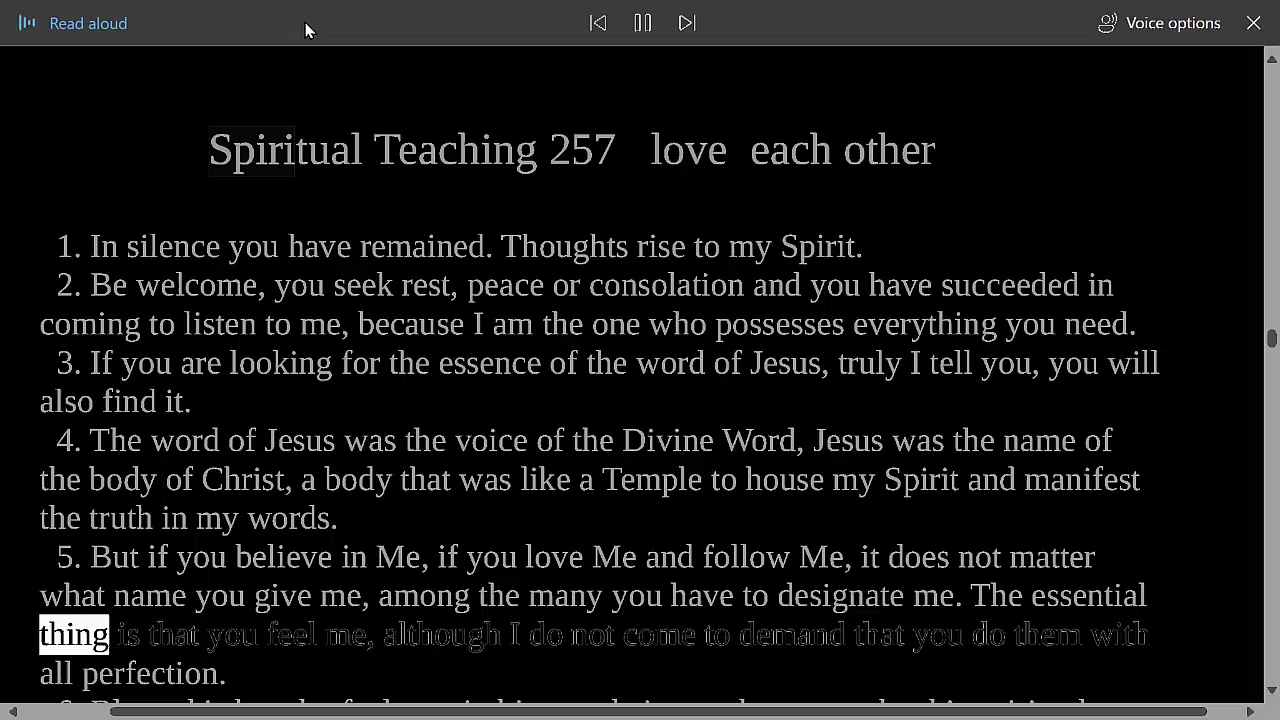 Read aloud
Voice options
Spiritual Teaching 257 love each other
1. In silence you have remained. Thoughts rise to my Spirit.
2. Be welcome, you seek rest, peace or consolation and you have succeeded in
coming to listen to me, because I am the one who possesses everything you need.
3. If you are looking for the essence of the word of Jesus, truly I tell you, you will
also find it.
4. The word of Jesus was the voice of the Divine Word, Jesus was the name of
the body of Christ, a body that was like a Temple to house my Spirit and manifest
the truth in my words.
5. But if you believe in Me, if you love Me and follow Me, it does not matter
what name you give me, among the many you have to designate me. The essential
thing is that you feel me, although I do not come to demand that you do them with
all perfection.